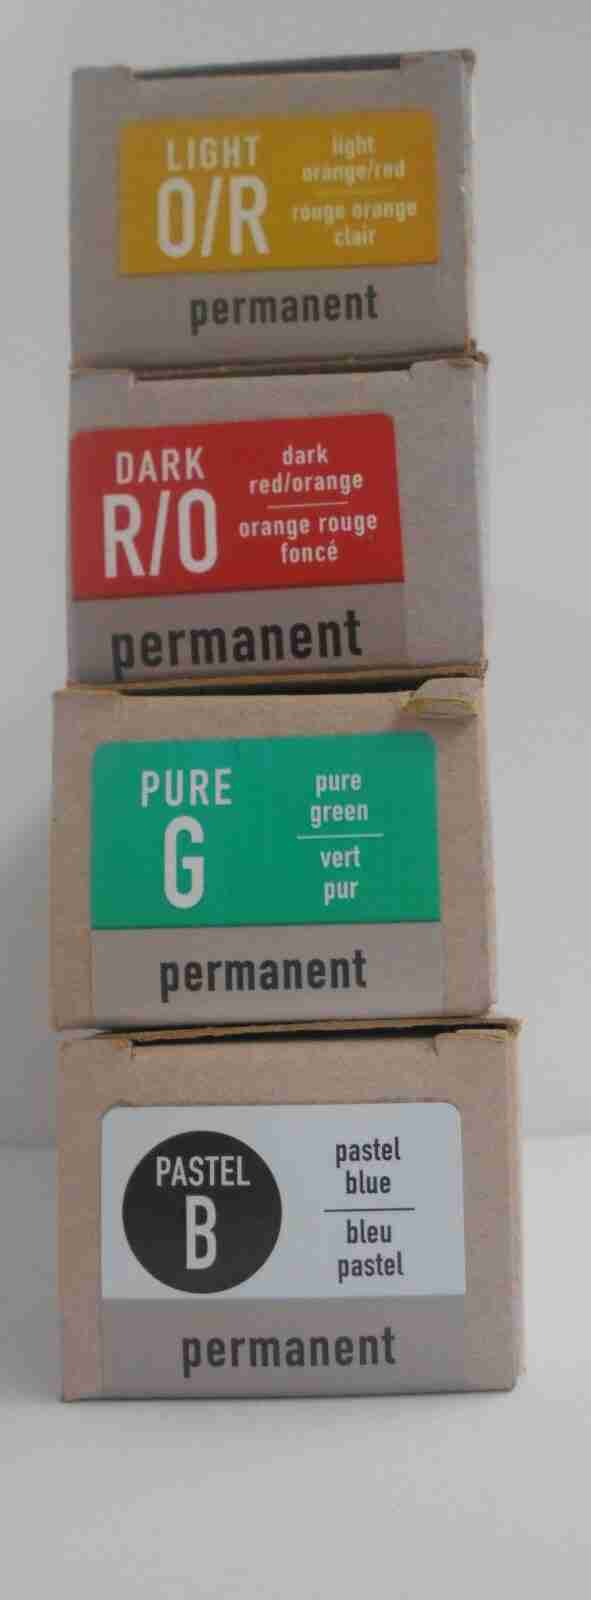 LIGHT
O/R
light
orange/red
rouge orange
clair
permanent
DARK
R/O
dark
red/orange
orange rouge
foncé
permanent
PURE
G
pure
green
vert
pur
permanent
PASTEL
B
pastel
blue
bleu
pastel
permanent